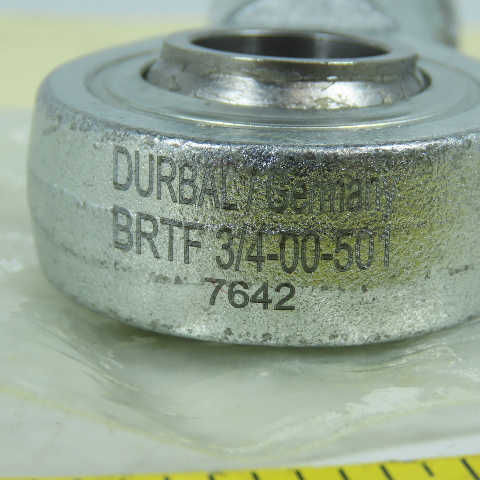 DURBAL / Germany
BRTF 3/4-00-501
7642